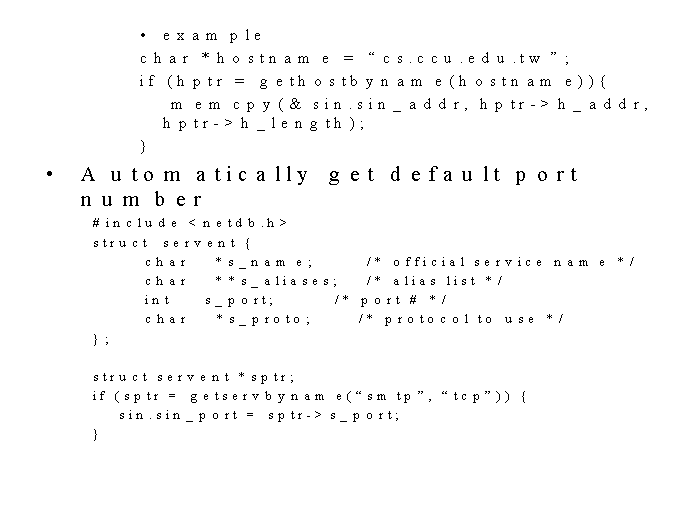 • example
char *hostname = “cs.ccu.edu.tw”;
if (hptr = gethostbyname(hostname)){
memcpy(& sin.sin_addr, hptr-> h_addr,
hptr-> h_length);
}
• Automatically get default port
number
#include <netdb.h>
struct servent {
char *s_name; /* official service name */
char **s_aliases; /* alias list */
int s_port; /* port # */
char *s_proto; /* protocol to use */
};
struct servent *sptr;
if (sptr = getservbyname(“smtp”, “tcp”)) {
sin.sin_port = sptr-> s_port;
}